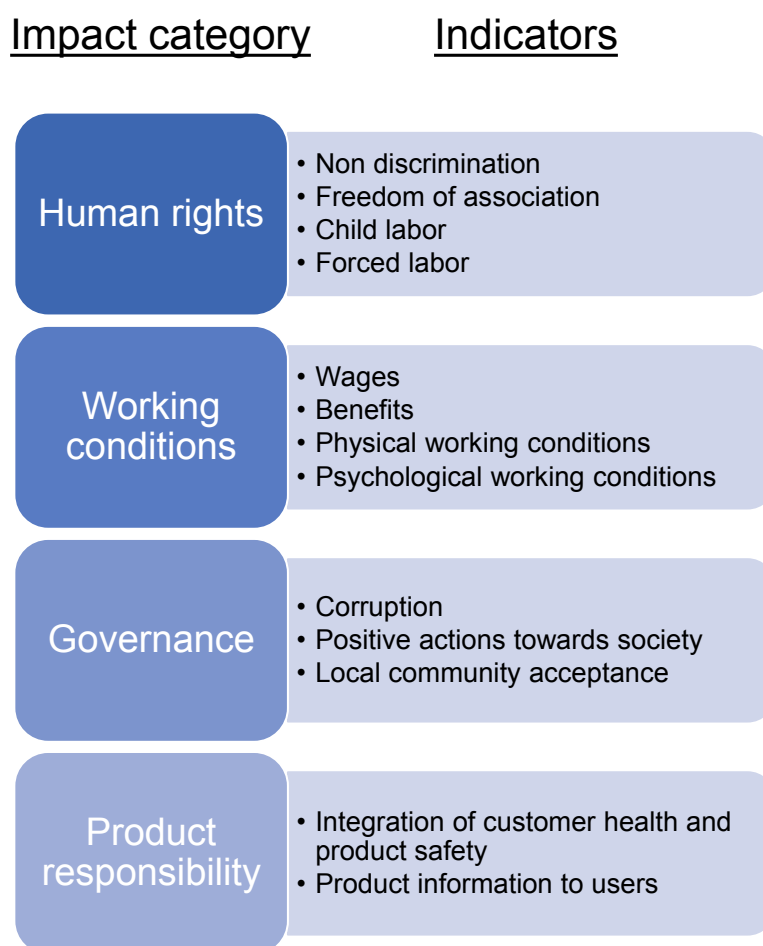 Impact category Indicators
Human rights
• Non discrimination
• Freedom of association
• Child labor
• Forced labor
Working
conditions
• Wages
• Benefits
• Physical working conditions
• Psychological working conditions
Governance
• Corruption
• Positive actions towards society
• Local community acceptance
Product
responsibility
• Integration of customer health and
product safety
• Product information to users